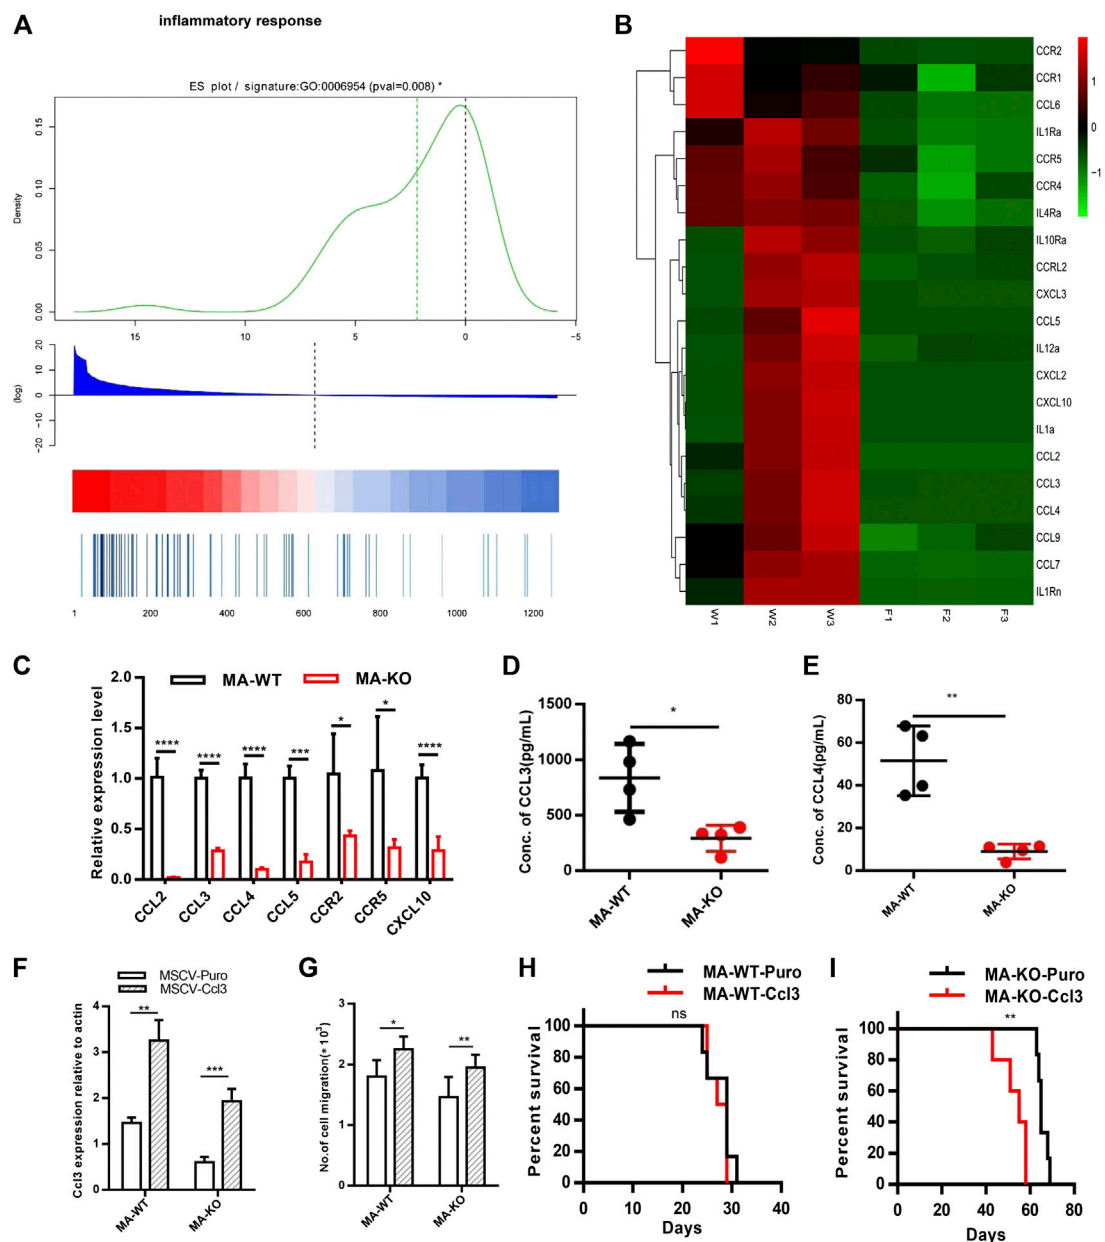 A
inflammatory response
ES plot / signature:GO:0006954 (pval=0.008) *
Density
0.15
0.10
0.05
0.00
15
10
5
0
−5
(log)
20
10
0
−10
−20
1
200
400
600
800
1000
1200
B
CCR2
CCR1
CCL6
IL1Ra
CCR5
CCR4
IL4Ra
IL10Ra
CCRL2
CXCL3
CCL5
IL12a
CXCL2
CXCL10
IL1a
CCL2
CCL3
CCL4
CCL9
CCL7
IL1Rn
W1
W2
W3
F1
F2
F3
1
0
−1
C
MA-WT
MA-KO
Relative expression level
2.0
1.5
1.0
0.5
0.0
****
****
****
***
*
*
****
CCL2
CCL3
CCL4
CCL5
CCR2
CCR5
CXCL10
D
Conc. of CCL3(pg/mL)
1500
1000
500
0
*
MA-WT
MA-KO
E
Conc. of CCL4(pg/mL)
80
60
40
20
0
**
MA-WT
MA-KO
F
MSCV-Puro
MSCV-Ccl3
Ccl3 expression relative to actin
4
3
2
1
0
**
***
MA-WT
MA-KO
G
No.of cell migration(* 10³)
3
2
1
0
*
**
MA-WT
MA-KO
H
MA-WT-Puro
MA-WT-Ccl3
ns
Percent survival
100
80
60
40
20
0
0
10
20
30
40
Days
I
MA-KO-Puro
MA-KO-Ccl3
**
Percent survival
100
80
60
40
20
0
0
20
40
60
80
Days